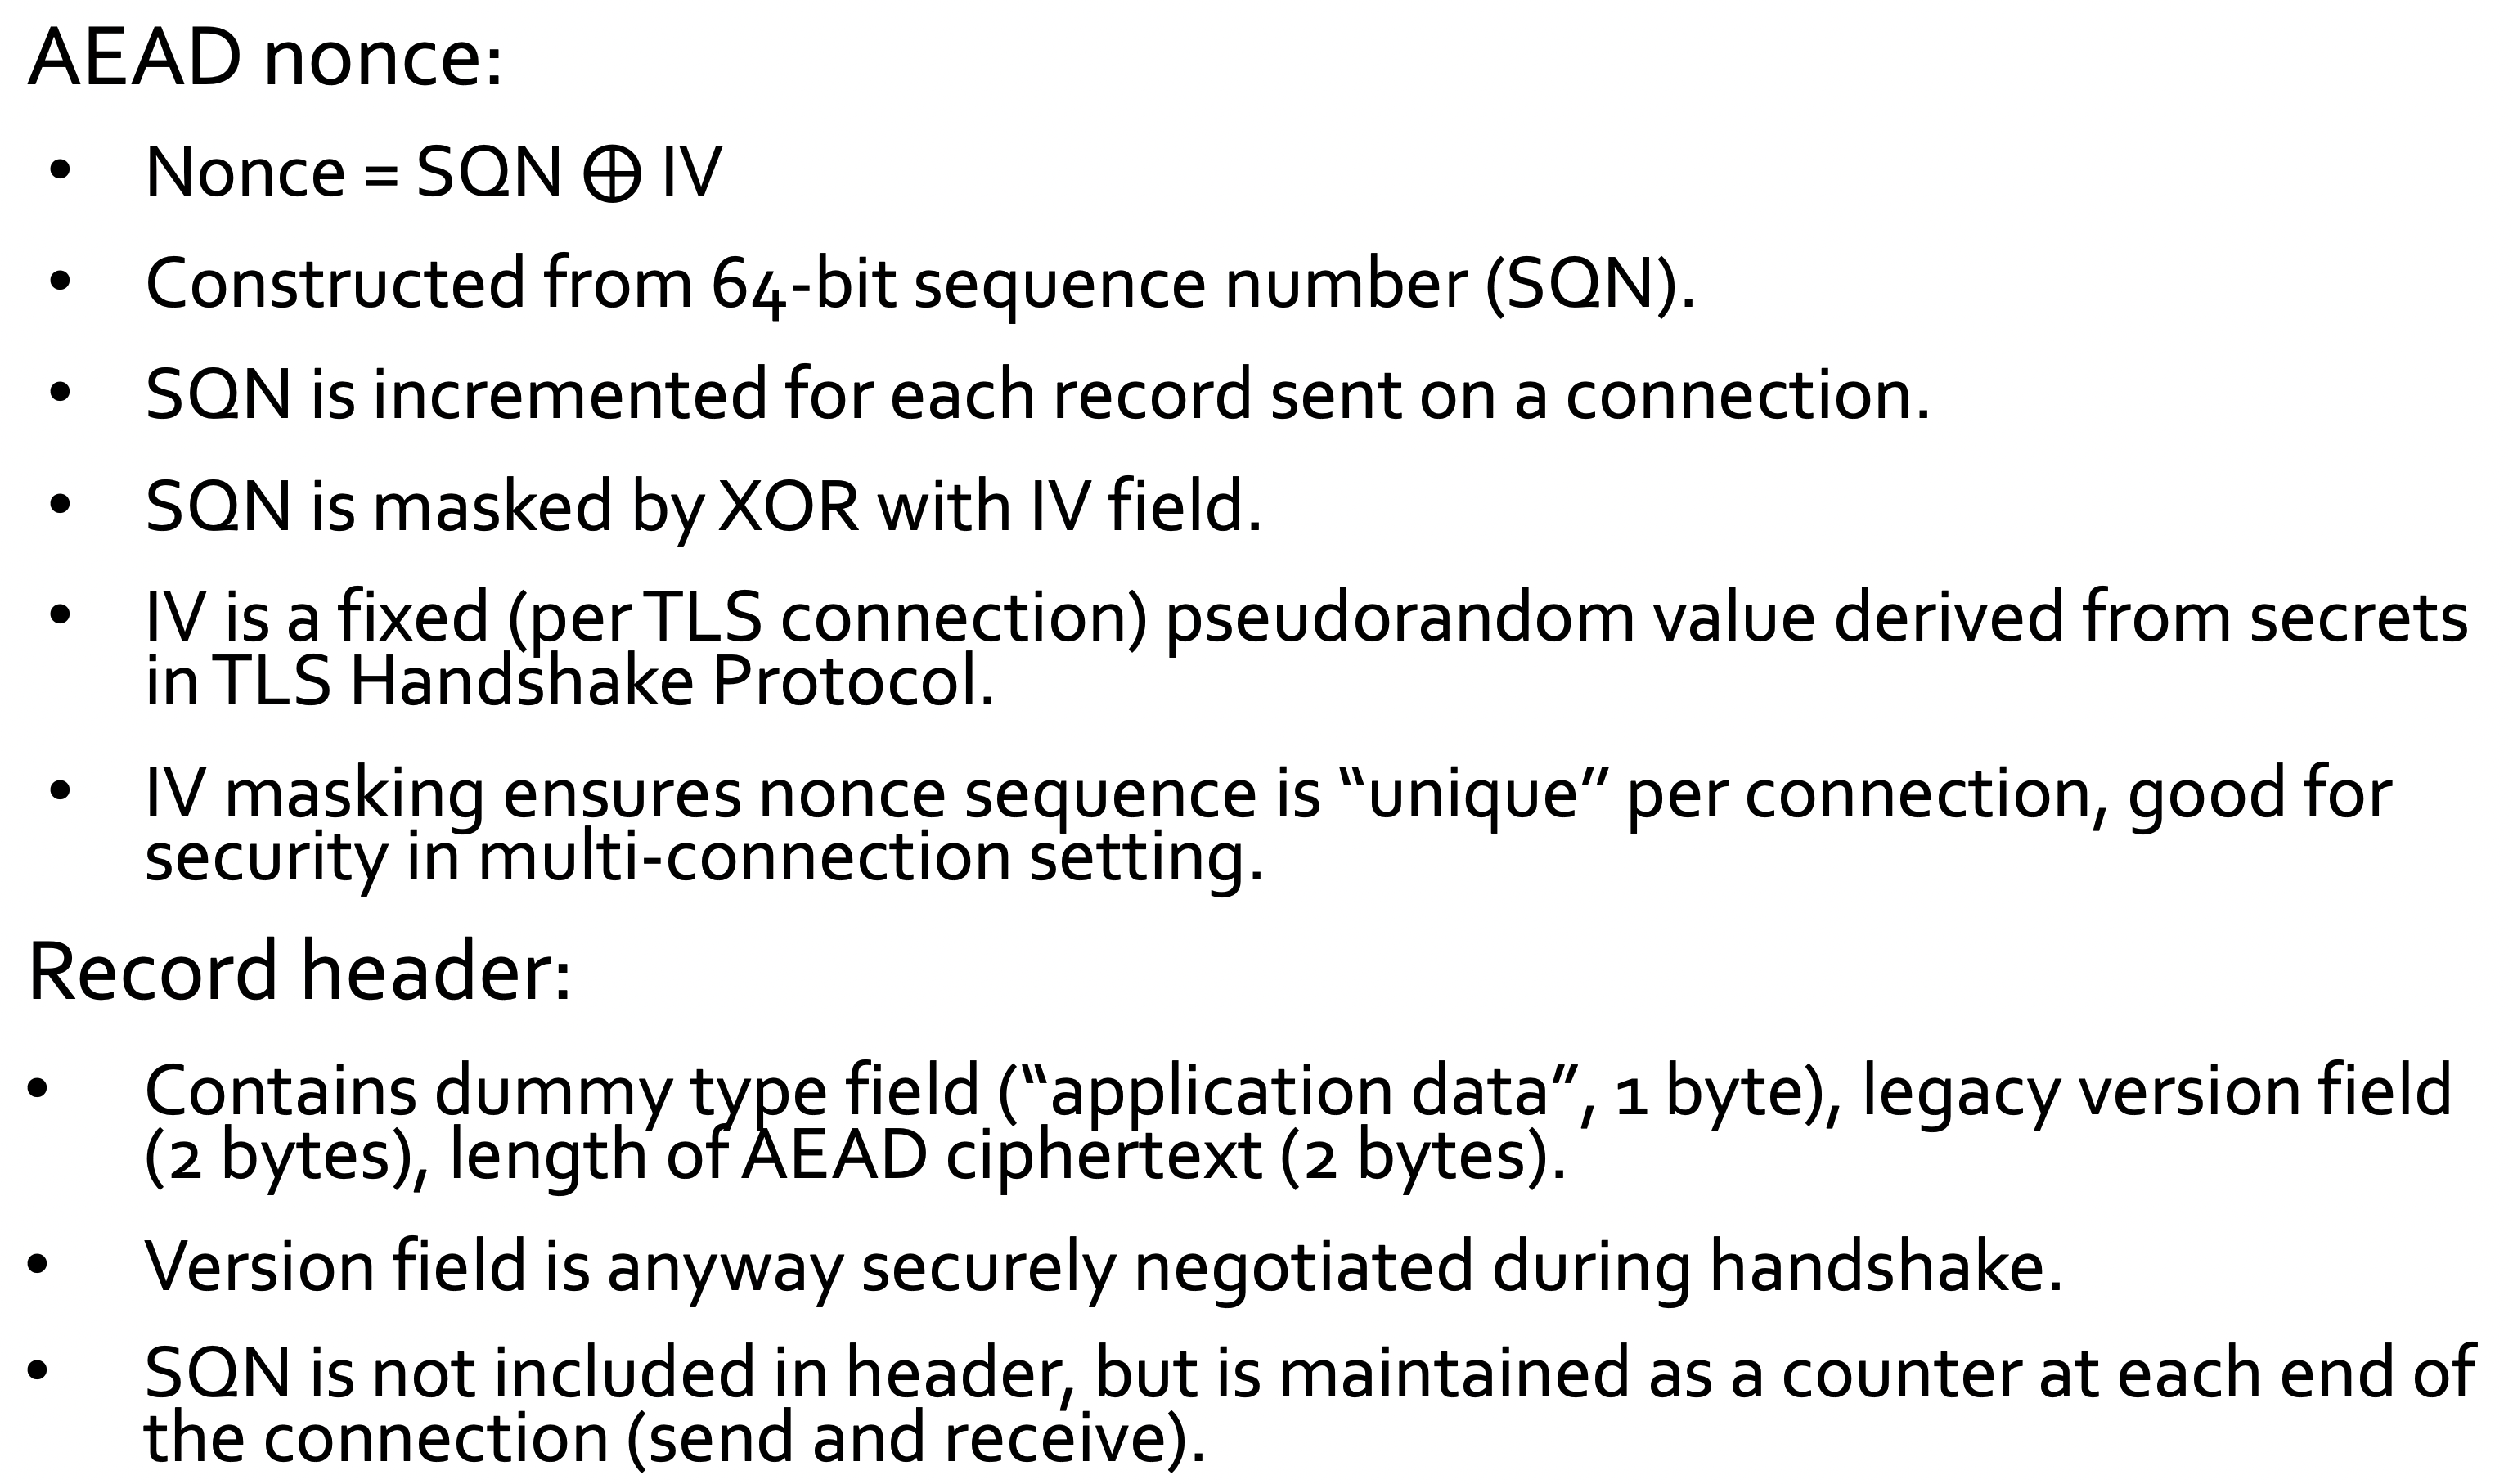 AEAD nonce:
• Nonce = SQN ⊕ IV
• Constructed from 64-bit sequence number (SQN).
• SQN is incremented for each record sent on a connection.
• SQN is masked by XOR with IV field.
• IV is a fixed (per TLS connection) pseudorandom value derived from secrets
in TLS Handshake Protocol.
• IV masking ensures nonce sequence is “unique” per connection, good for
security in multi-connection setting.
Record header:
• Contains dummy type field (“application data”, 1 byte), legacy version field
(2 bytes), length of AEAD ciphertext (2 bytes).
• Version field is anyway securely negotiated during handshake.
• SQN is not included in header, but is maintained as a counter at each end of
the connection (send and receive).